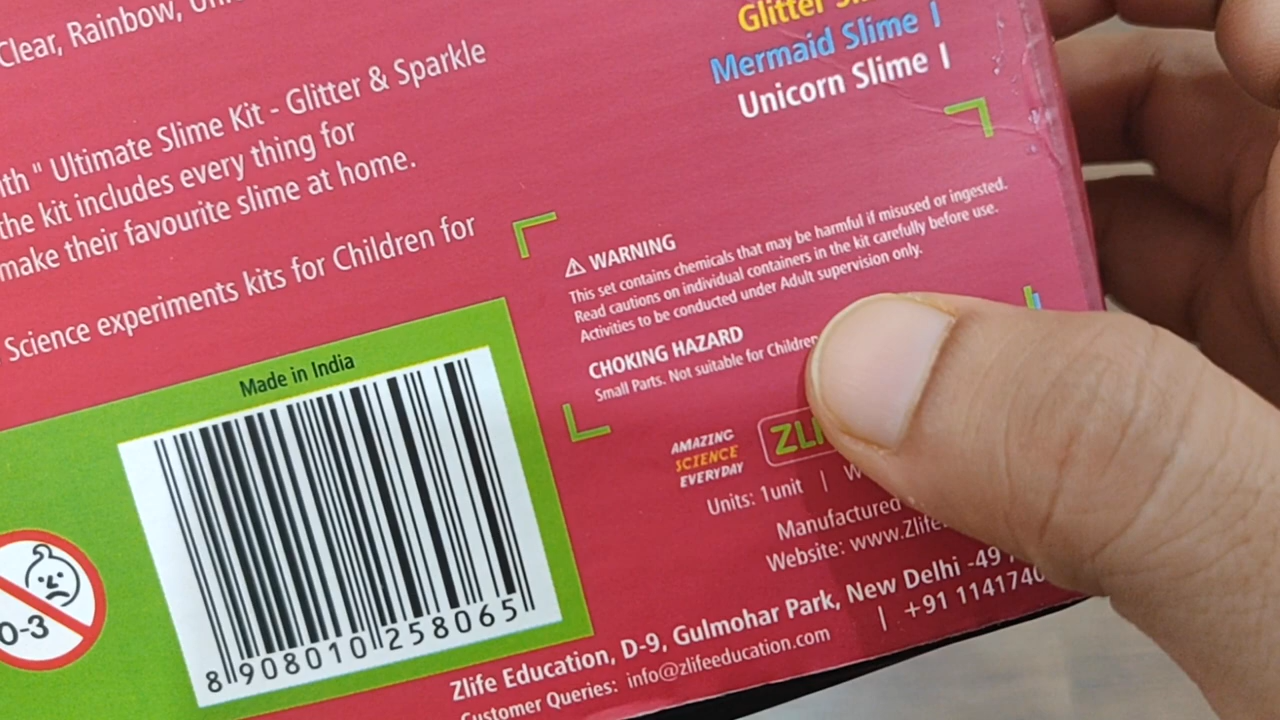 Clear, Rainbow,
Glitter
Mermaid Slime |
Unicorn Slime |
" Ultimate Slime Kit - Glitter & Sparkle
the kit includes every thing for
make their favourite slime at home.
Science experiments kits for Children for
WARNING
This set contains chemicals that may be harmful if misused or ingested.
Read cautions on individual containers in the kit carefully before use.
Activities to be conducted under Adult supervision only.
CHOKING HAZARD
Small Parts. Not suitable for Children
Made in India
8 908010 258065
0-3
AMAZING
SCIENCE
EVERYDAY
Units: 1unit |
Manufactured
Website: www.Zlife
Zlife Education, D-9, Gulmohar Park, New Delhi -49
Customer Queries: info@zlifeeducation.com | +91 1141740